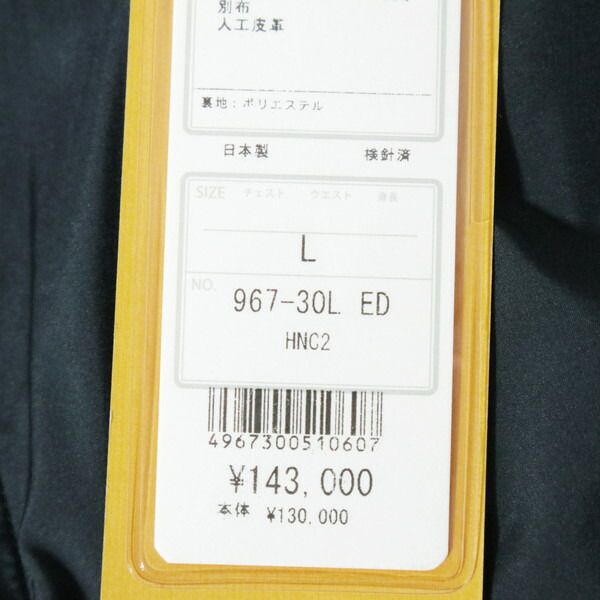 別布
人工皮革
裏地：ポリエステル
日本製 検針済
SIZE チェスト ウエスト 身長
L
NO.
967-30L ED
HNC2
4967300510607
¥143,000
本体 ¥130,000